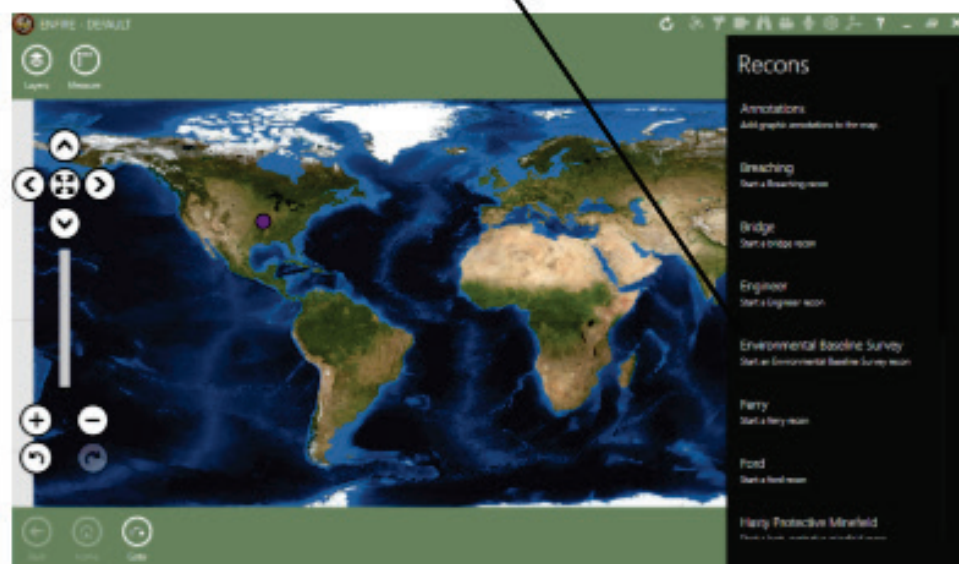 ENFIRE - DEFAULT
Layers Measure
Recons
Annotations
Add graphic annotations to the map.
Breaching
Start a Breaching recon
Bridge
Start a bridge recon
Engineer
Start a Engineer recon
Environmental Baseline Survey
Start an Environmental Baseline Survey recon
Ferry
Start a ferry recon
Ford
Start a ford recon
Hasty Protective Minefield
Goto